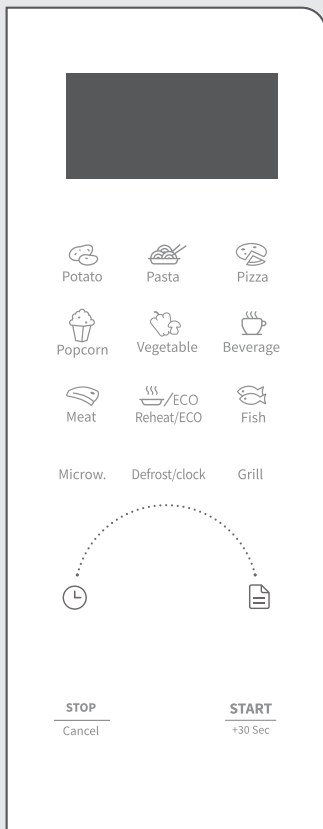 Potato Pasta Pizza
Popcorn Vegetable Beverage
/ECO
Meat Reheat/ECO Fish
Microw. Defrost/clock Grill
STOP START
Cancel +30 Sec